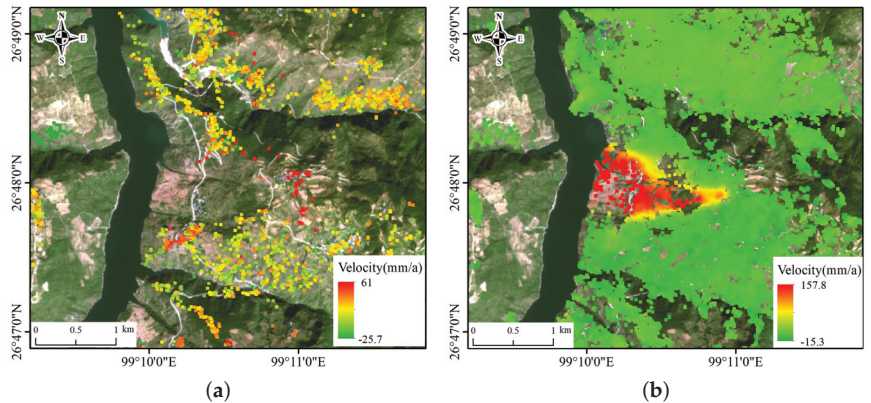 26°49'0"N
26°48'0"N
26°47'0"N
N
W E
S
Velocity(mm/a)
61
-25.7
0 0.5 1 km
99°10'0"E 99°11'0"E
(a)
26°49'0"N
26°48'0"N
26°47'0"N
N
W E
S
Velocity(mm/a)
157.8
-15.3
0 0.5 1 km
99°10'0"E 99°11'0"E
(b)